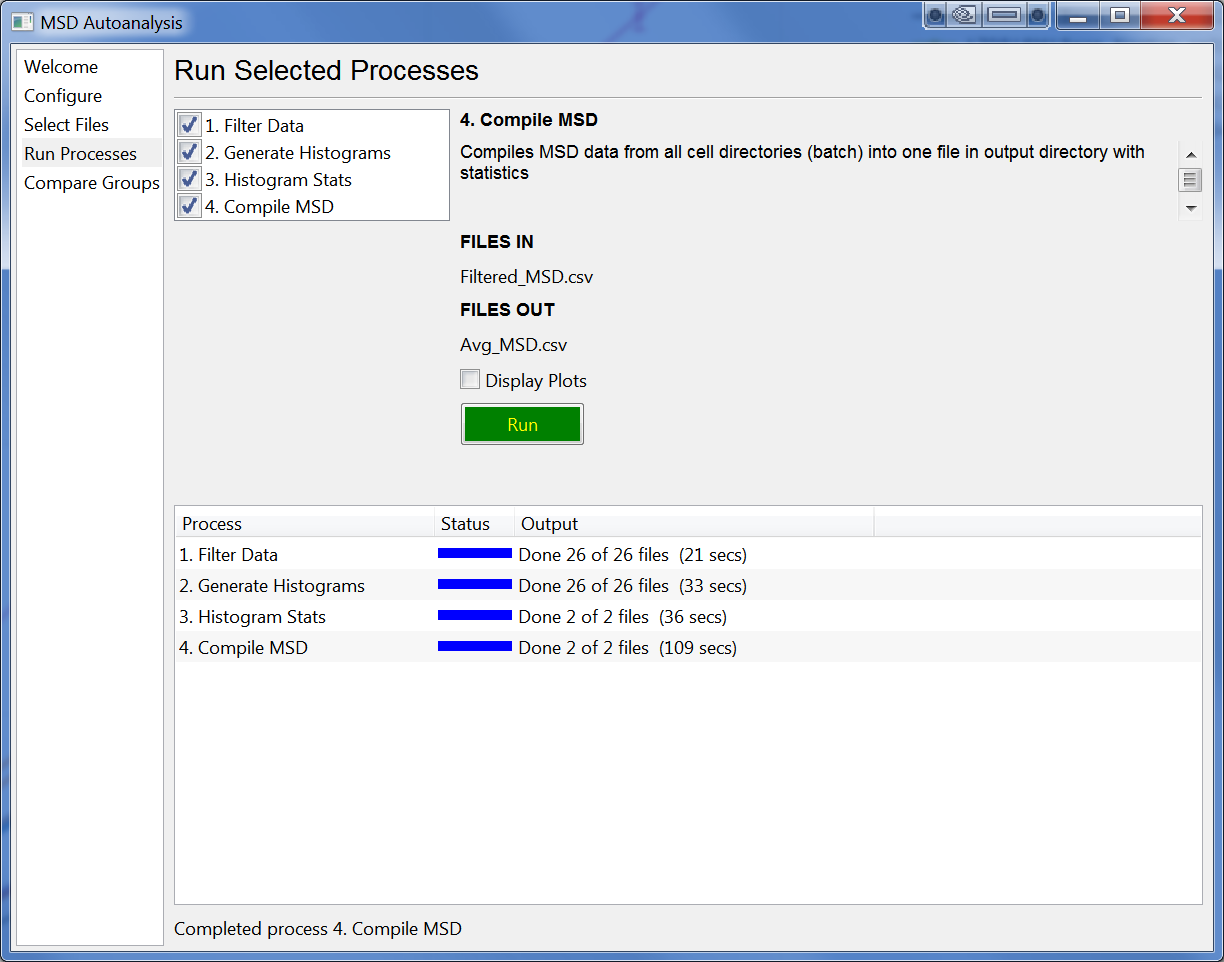 MSD Autoanalysis
Welcome
Configure
Select Files
Run Processes
Compare Groups
Run Selected Processes
1. Filter Data
2. Generate Histograms
3. Histogram Stats
4. Compile MSD
4. Compile MSD
Compiles MSD data from all cell directories (batch) into one file in output directory with
statistics
FILES IN
Filtered_MSD.csv
FILES OUT
Avg_MSD.csv
Display Plots
Run
Process Status Output
1. Filter Data Done 26 of 26 files (21 secs)
2. Generate Histograms Done 26 of 26 files (33 secs)
3. Histogram Stats Done 2 of 2 files (36 secs)
4. Compile MSD Done 2 of 2 files (109 secs)
Completed process 4. Compile MSD